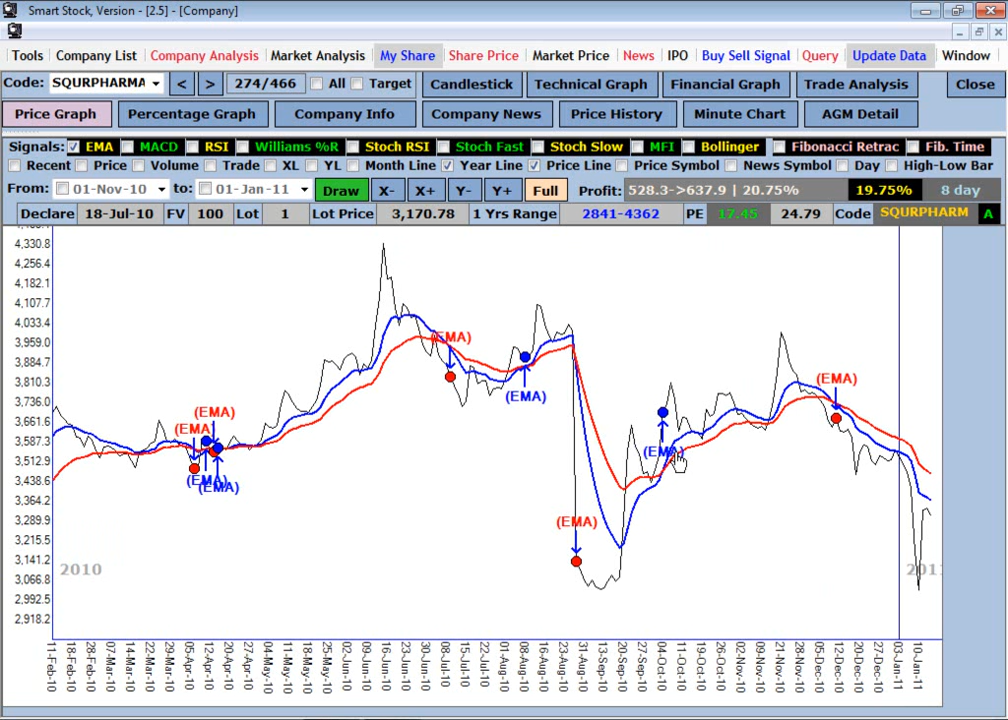 Smart Stock, Version - [2.5] - [Company]
Tools Company List Company Analysis Market Analysis My Share Share Price Market Price News IPO Buy Sell Signal Query Update Data Window
Code: SQURPHARMA < > 274/466 All Target Candlestick Technical Graph Financial Graph Trade Analysis Close
Price Graph Percentage Graph Company Info Company News Price History Minute Chart AGM Detail
Signals: EMA MACD RSI Williams %R Stoch RSI Stoch Fast Stoch Slow MFI Bollinger Fibonacci Retrac Fib. Time
Recent Price Volume Trade XL YL Month Line Year Line Price Line Price Symbol News Symbol Day High-Low Bar
From: 01-Nov-10 to: 01-Jan-11 Draw X- X+ Y- Y+ Full Profit: 528.3->637.9 | 20.75% 19.75% 8 day
Declare 18-Jul-10 FV 100 Lot 1 Lot Price 3,170.78 1 Yrs Range 2841-4362 PE 17.45 24.79 Code SQURPHARM A
4,330.8
4,256.4
4,182.1
4,107.7
4,033.4
3,959.0
3,884.7
3,810.3
3,736.0
3,661.6
3,587.3
3,512.9
3,438.6
3,364.2
3,289.9
3,215.5
3,141.2
3,066.8
2,992.5
2,918.2
(EMA)
(EMA)
(EMA)
(EMA)
(EMA)
(EMA)
(EMA)
(EMA)
(EMA)
2010
11-Feb-10 18-Feb-10 28-Feb-10 07-Mar-10 14-Mar-10 22-Mar-10 29-Mar-10 05-Apr-10 12-Apr-10 20-Apr-10 27-Apr-10 04-May-10 11-May-10 18-May-10 25-May-10 02-Jun-10 09-Jun-10 16-Jun-10 23-Jun-10 30-Jun-10 08-Jul-10 15-Jul-10 22-Jul-10 01-Aug-10 08-Aug-10 16-Aug-10 23-Aug-10 31-Aug-10 13-Sep-10 20-Sep-10 27-Sep-10 04-Oct-10 11-Oct-10 19-Oct-10 26-Oct-10 02-Nov-10 09-Nov-10 21-Nov-10 28-Nov-10 05-Dec-10 12-Dec-10 20-Dec-10 27-Dec-10 03-Jan-11 10-Jan-11